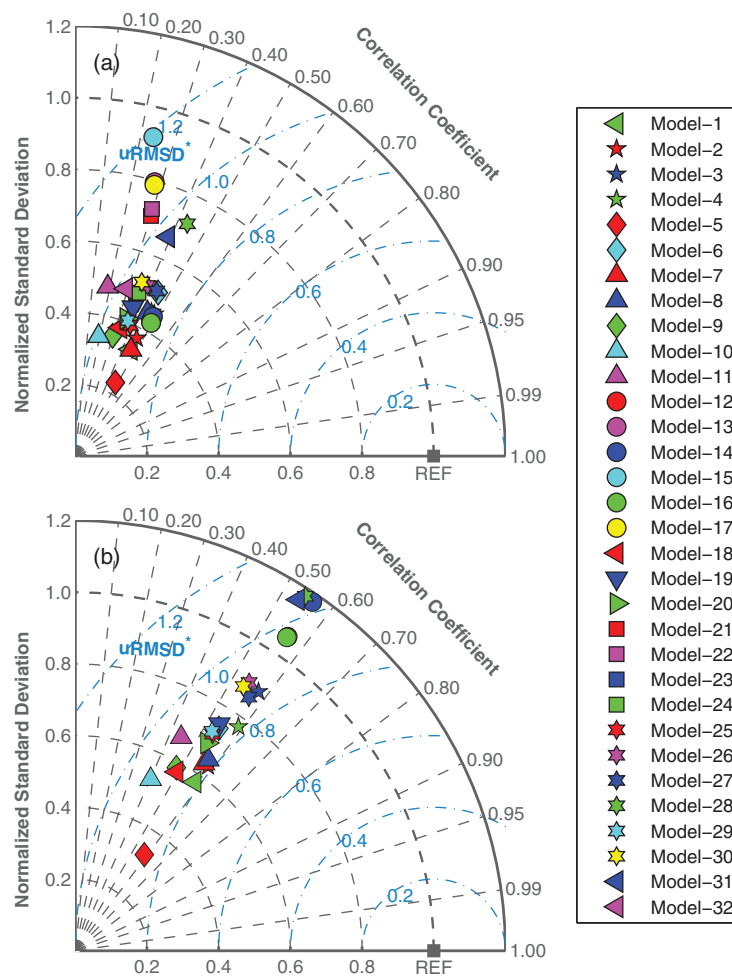 (a)
Normalized Standard Deviation
1.2
1.0
0.8
0.6
0.4
0.2
0.10
0.20
0.30
0.40
0.50
0.60
0.70
0.80
0.90
0.95
0.99
1.00
Correlation Coefficient
1.2
uRMSD*
1.0
0.8
0.6
0.4
0.2
0.2
0.4
0.6
0.8
REF
(b)
Normalized Standard Deviation
1.2
1.0
0.8
0.6
0.4
0.2
0.10
0.20
0.30
0.40
0.50
0.60
0.70
0.80
0.90
0.95
0.99
1.00
Correlation Coefficient
1.2
uRMSD*
1.0
0.8
0.6
0.4
0.2
0.2
0.4
0.6
0.8
REF
Model-1
Model-2
Model-3
Model-4
Model-5
Model-6
Model-7
Model-8
Model-9
Model-10
Model-11
Model-12
Model-13
Model-14
Model-15
Model-16
Model-17
Model-18
Model-19
Model-20
Model-21
Model-22
Model-23
Model-24
Model-25
Model-26
Model-27
Model-28
Model-29
Model-30
Model-31
Model-32